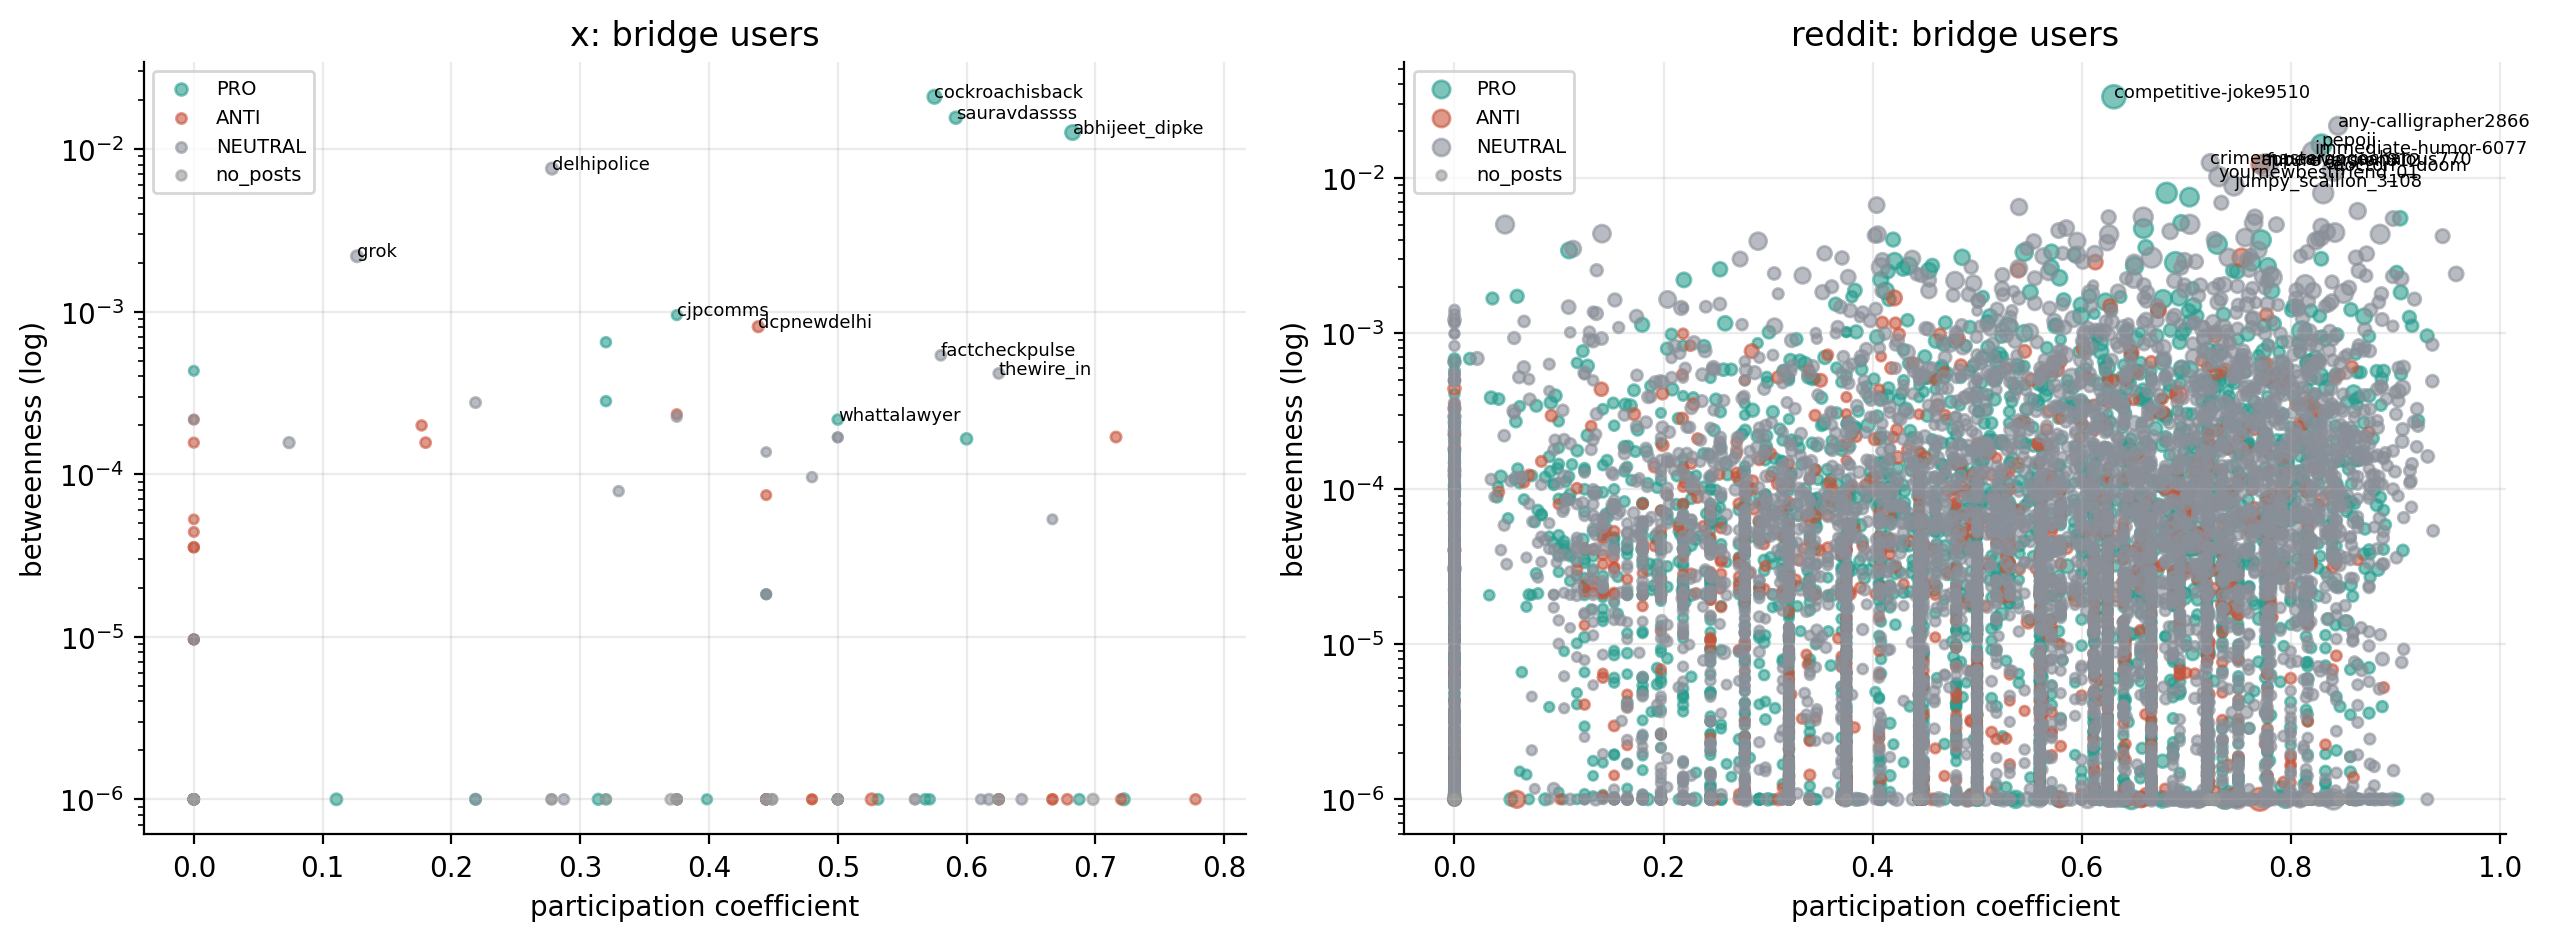 x: bridge users
PRO
ANTI
NEUTRAL
no_posts
cockroachisback
sauravdassss
abhijeet_dipke
delhipolice
grok
cjpcomms
dcpnewdelhi
factcheckpulse
thewire_in
whattalawyer
betweenness (log)
10⁻²
10⁻³
10⁻⁴
10⁻⁵
10⁻⁶
0.0 0.1 0.2 0.3 0.4 0.5 0.6 0.7 0.8
participation coefficient
reddit: bridge users
PRO
ANTI
NEUTRAL
no_posts
competitive-joke9510
any-calligrapher2866
pepoji
immediate-humor-6077
yournewbestfriend_01
jumpy_scallion_3108
betweenness (log)
10⁻²
10⁻³
10⁻⁴
10⁻⁵
10⁻⁶
0.0 0.2 0.4 0.6 0.8 1.0
participation coefficient